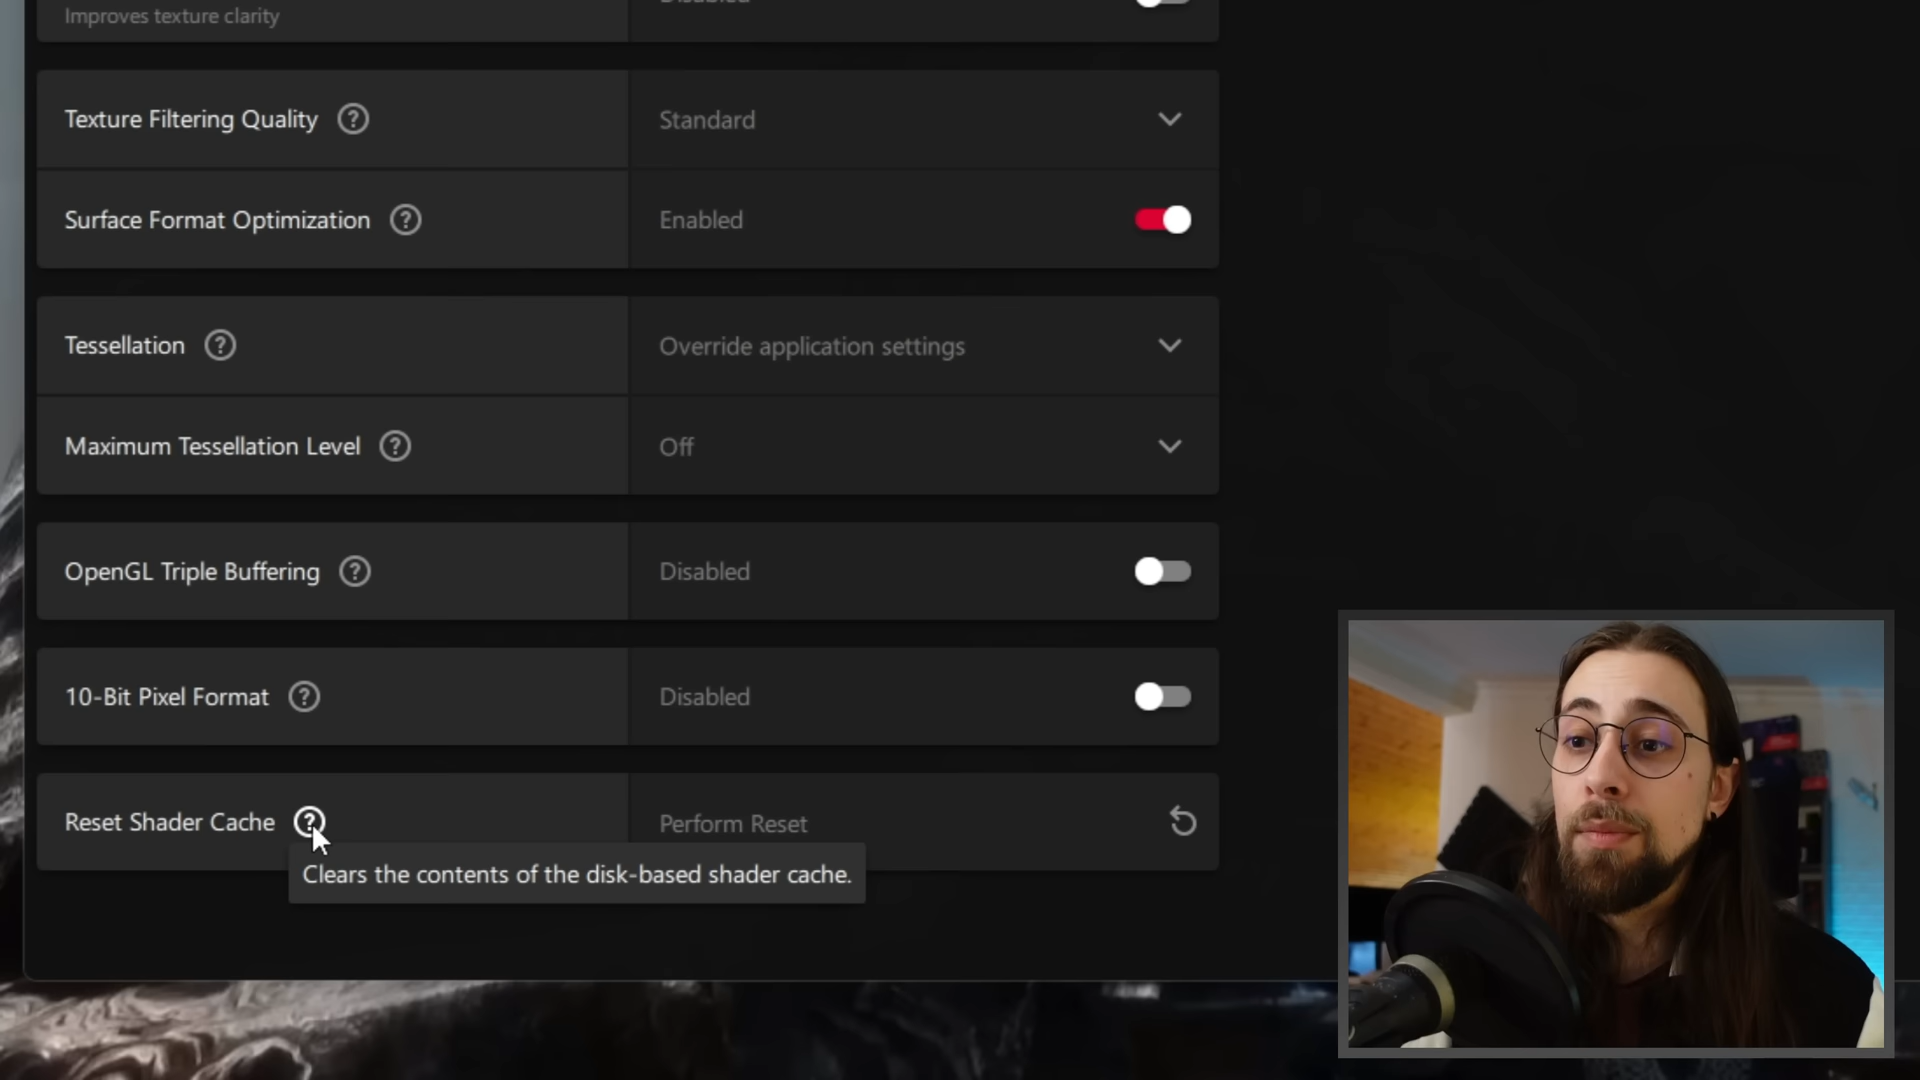 Improves texture clarity
Disabled
Texture Filtering Quality
Standard
Surface Format Optimization
Enabled
Tessellation
Override application settings
Maximum Tessellation Level
Off
OpenGL Triple Buffering
Disabled
10-Bit Pixel Format
Disabled
Reset Shader Cache
Perform Reset
Clears the contents of the disk-based shader cache.